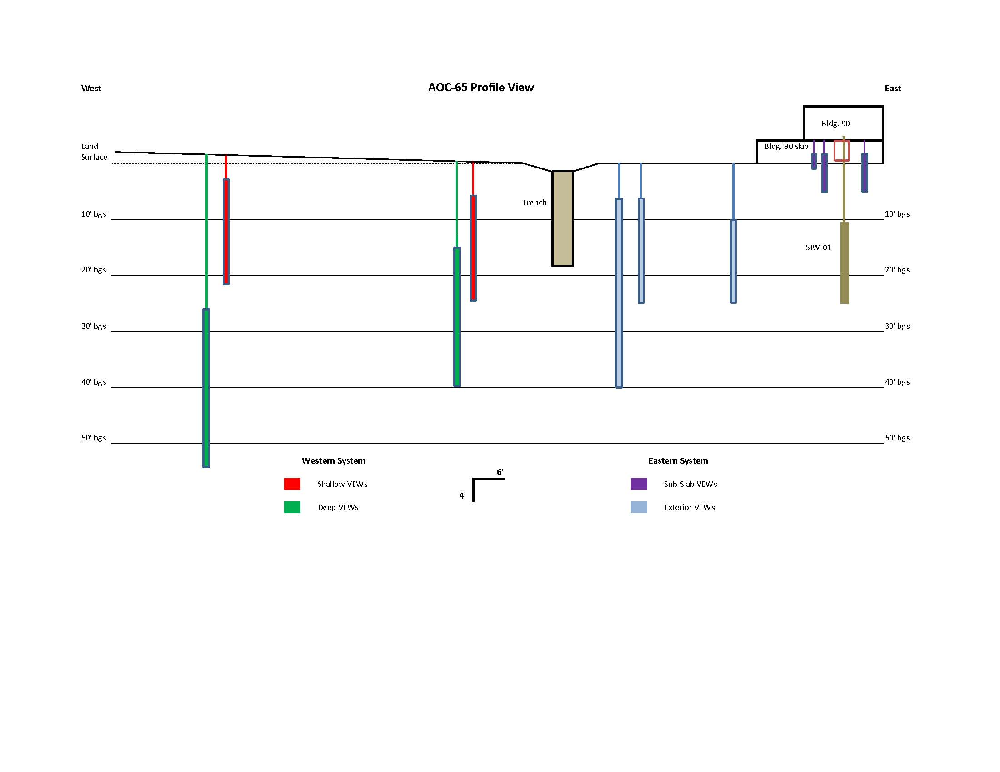 West
AOC-65 Profile View
East
Bldg. 90
Land
Surface
Bldg. 90 slab
Trench
10' bgs
10' bgs
SIW-01
20' bgs
20' bgs
30' bgs
30' bgs
40' bgs
40' bgs
50' bgs
50' bgs
Western System
Shallow VEWs
Deep VEWs
6'
4'
Eastern System
Sub-Slab VEWs
Exterior VEWs